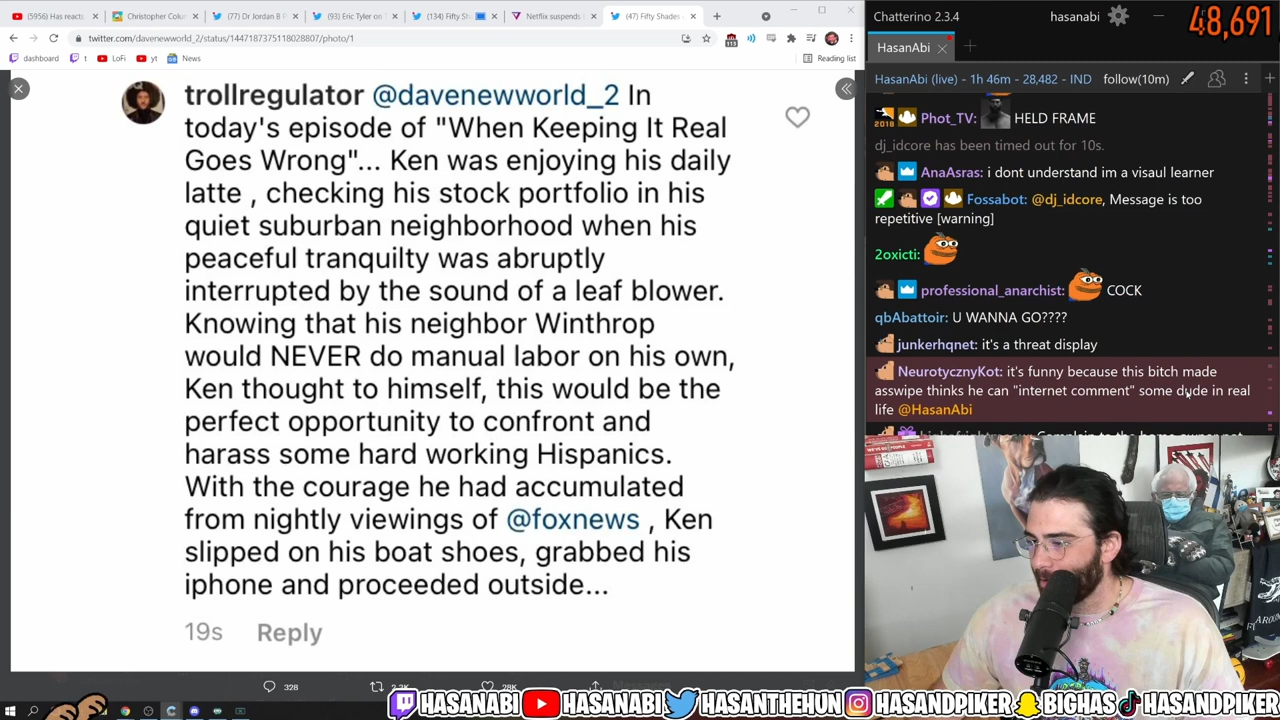 (5956) Has reacts
Christopher Colum
(77) Dr Jordan B P
(93) Eric Tyler on
(134) Fifty Sh
Netflix suspends
(47) Fifty Shades
twitter.com/davenewworld_2/status/1447187375118028807/photo/1
113
dashboard
t
LoFi
yt
News
Reading list
trollregulator @davenewworld_2 In
today's episode of "When Keeping It Real
Goes Wrong"... Ken was enjoying his daily
latte , checking his stock portfolio in his
quiet suburban neighborhood when his
peaceful tranquilty was abruptly
interrupted by the sound of a leaf blower.
Knowing that his neighbor Winthrop
would NEVER do manual labor on his own,
Ken thought to himself, this would be the
perfect opportunity to confront and
harass some hard working Hispanics.
With the courage he had accumulated
from nightly viewings of @foxnews , Ken
slipped on his boat shoes, grabbed his
iphone and proceeded outside...
19s Reply
328
28K
Chatterino 2.3.4
hasanabi
48,691
HasanAbi
HasanAbi (live) - 1h 46m - 28,482 - IND
follow(10m)
2018
Phot_TV: HELD FRAME
dj_idcore has been timed out for 10s.
AnaAsras: i dont understand im a visaul learner
Fossabot: @dj_idcore, Message is too
repetitive [warning]
2oxicti:
professional_anarchist: COCK
qbAbattoir: U WANNA GO????
junkerhqnet: it's a threat display
NeurotycznyKot: it's funny because this bitch made
asswipe thinks he can "internet comment" some dude in real
life @HasanAbi
HASANABI
HASANABI
HASANTHEHUN
HASANDPIKER
BIGHAS
HASANDPIKER